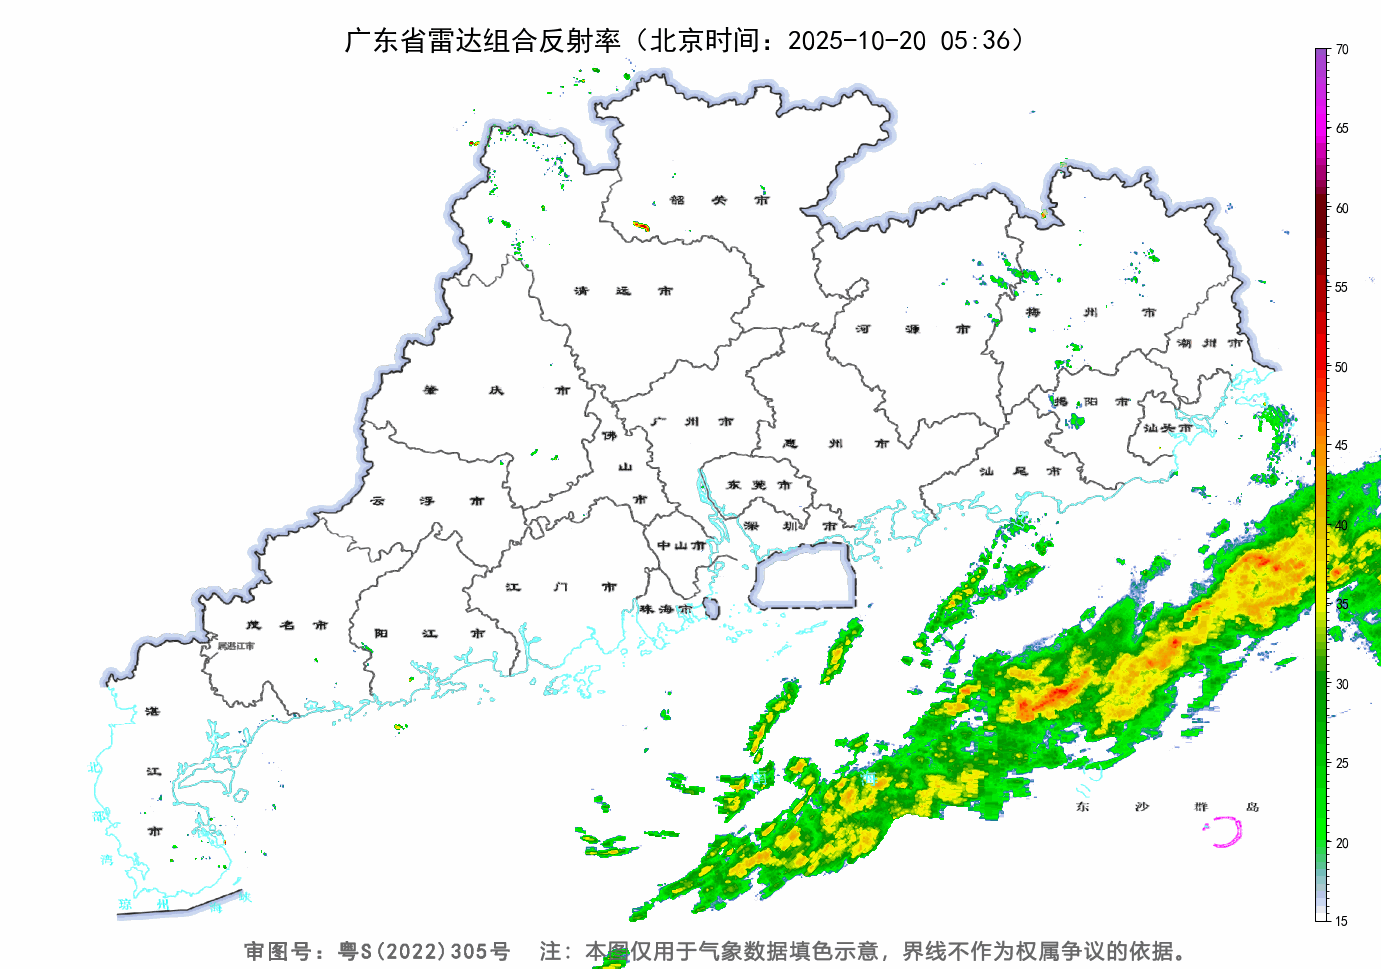 广东省雷达组合反射率（北京时间：2025-10-20 05:36）
70
65
60
55
50
45
40
35
30
25
20
15
韶关市
清远市
河源市
梅州市
潮州市
肇庆市
广州市
佛山市
惠州市
揭阳市
汕头市
汕尾市
东莞市
深圳市
云浮市
中山市
江门市
珠海市
茂名市
属湛江市
阳江市
湛江市
北部湾
琼州海峡
南海
东沙群岛
审图号：粤S(2022)305号 注：本图仅用于气象数据填色示意，界线不作为权属争议的依据。